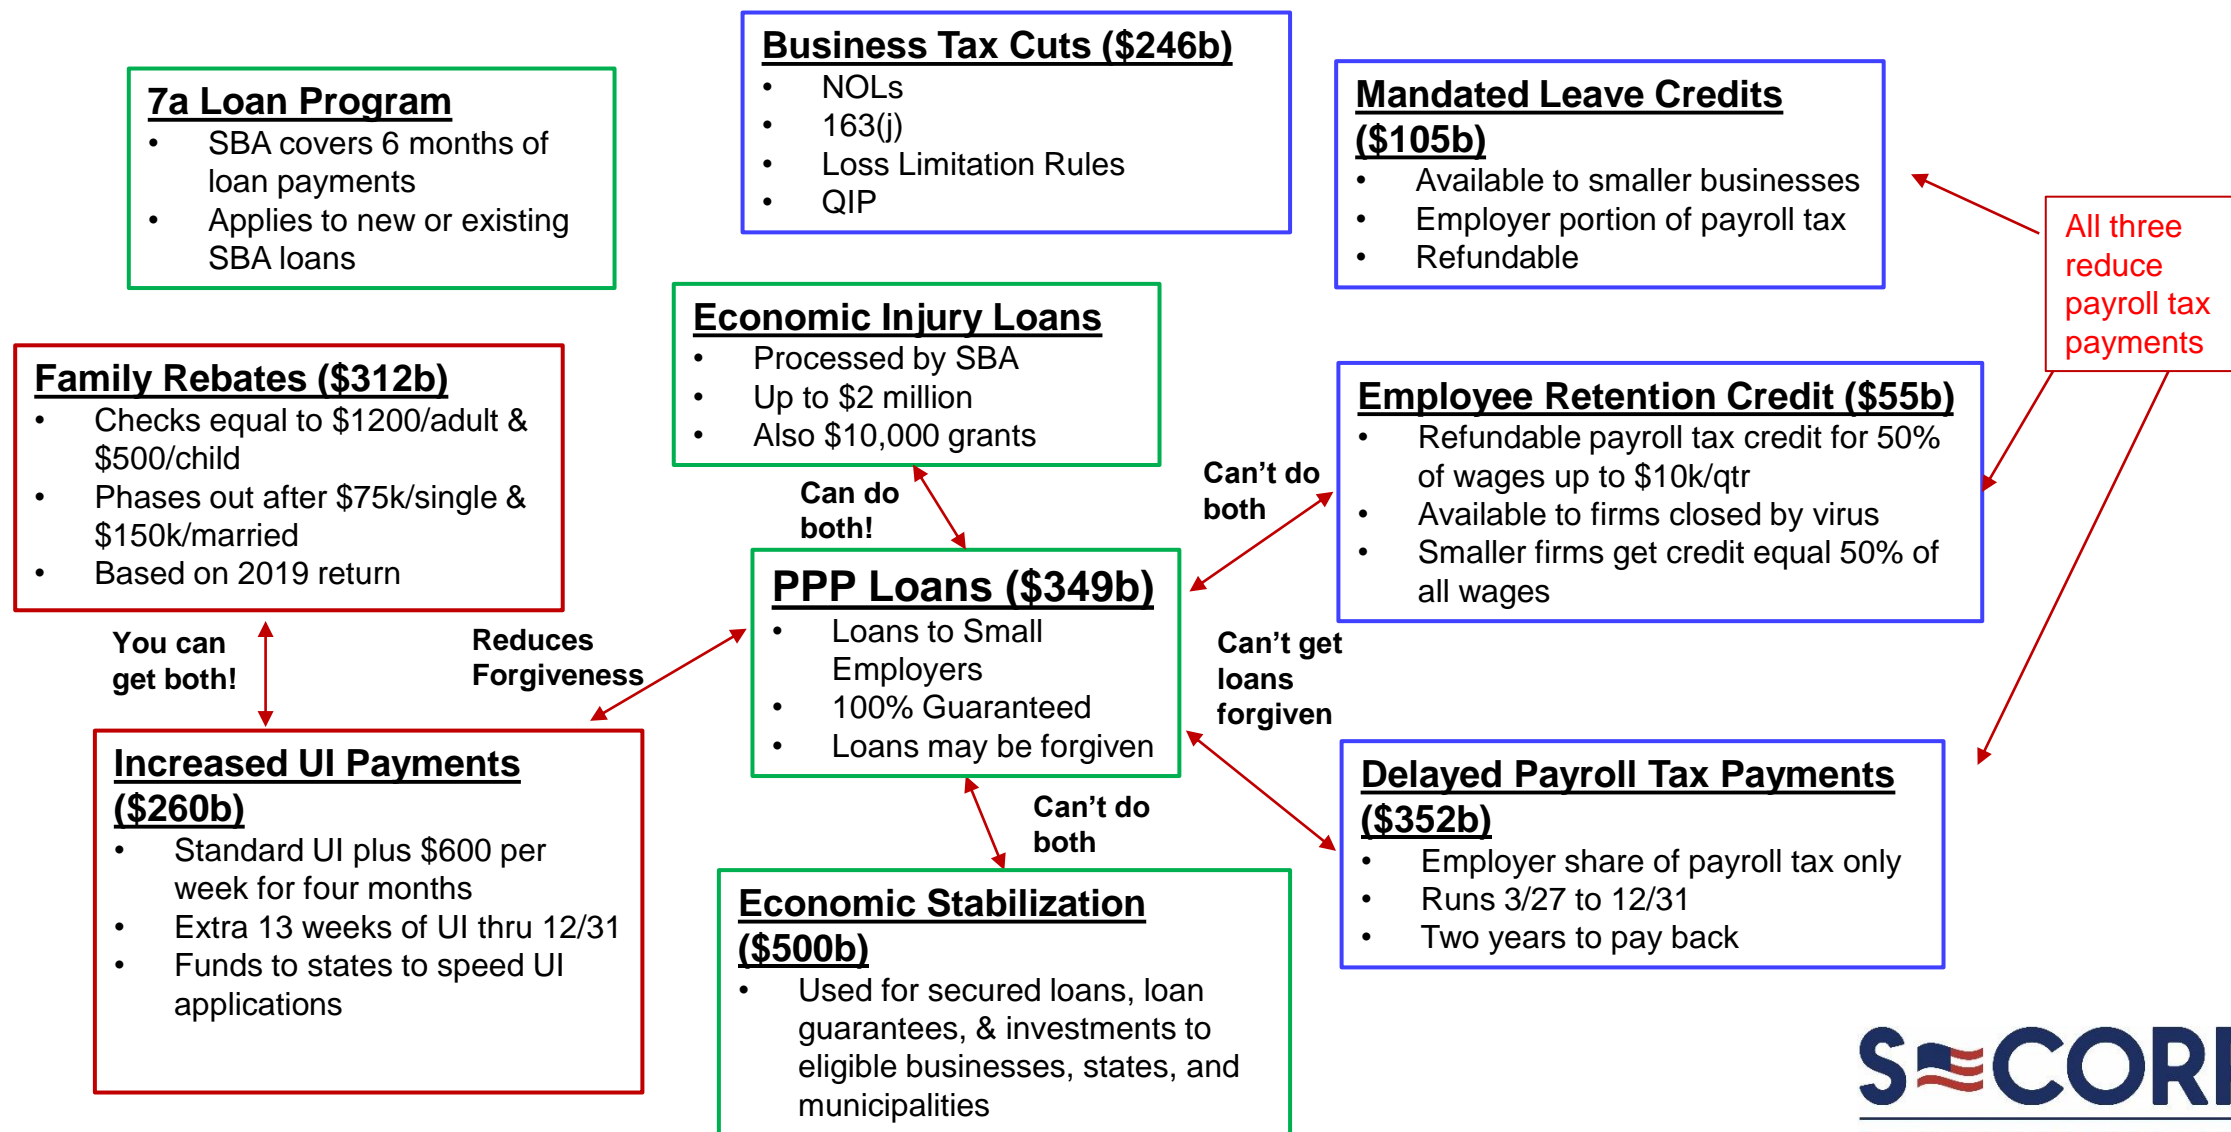 Business Tax Cuts ($246b)
• NOLs
• 163(j)
• Loss Limitation Rules
• QIP
7a Loan Program
• SBA covers 6 months of
loan payments
• Applies to new or existing
SBA loans
Mandated Leave Credits
($105b)
• Available to smaller businesses
• Employer portion of payroll tax
• Refundable
All three
reduce
payroll tax
payments
Economic Injury Loans
• Processed by SBA
• Up to $2 million
• Also $10,000 grants
Family Rebates ($312b)
• Checks equal to $1200/adult &
$500/child
• Phases out after $75k/single &
$150k/married
• Based on 2019 return
Employee Retention Credit ($55b)
• Refundable payroll tax credit for 50%
of wages up to $10k/qtr
• Available to firms closed by virus
• Smaller firms get credit equal 50% of
all wages
Can do
both!
Can’t do
both
PPP Loans ($349b)
• Loans to Small
Employers
• 100% Guaranteed
• Loans may be forgiven
You can
get both!
Reduces
Forgiveness
Can’t get
loans
forgiven
Increased UI Payments
($260b)
• Standard UI plus $600 per
week for four months
• Extra 13 weeks of UI thru 12/31
• Funds to states to speed UI
applications
Can’t do
both
Delayed Payroll Tax Payments
($352b)
• Employer share of payroll tax only
• Runs 3/27 to 12/31
• Two years to pay back
Economic Stabilization
($500b)
• Used for secured loans, loan
guarantees, & investments to
eligible businesses, states, and
municipalities